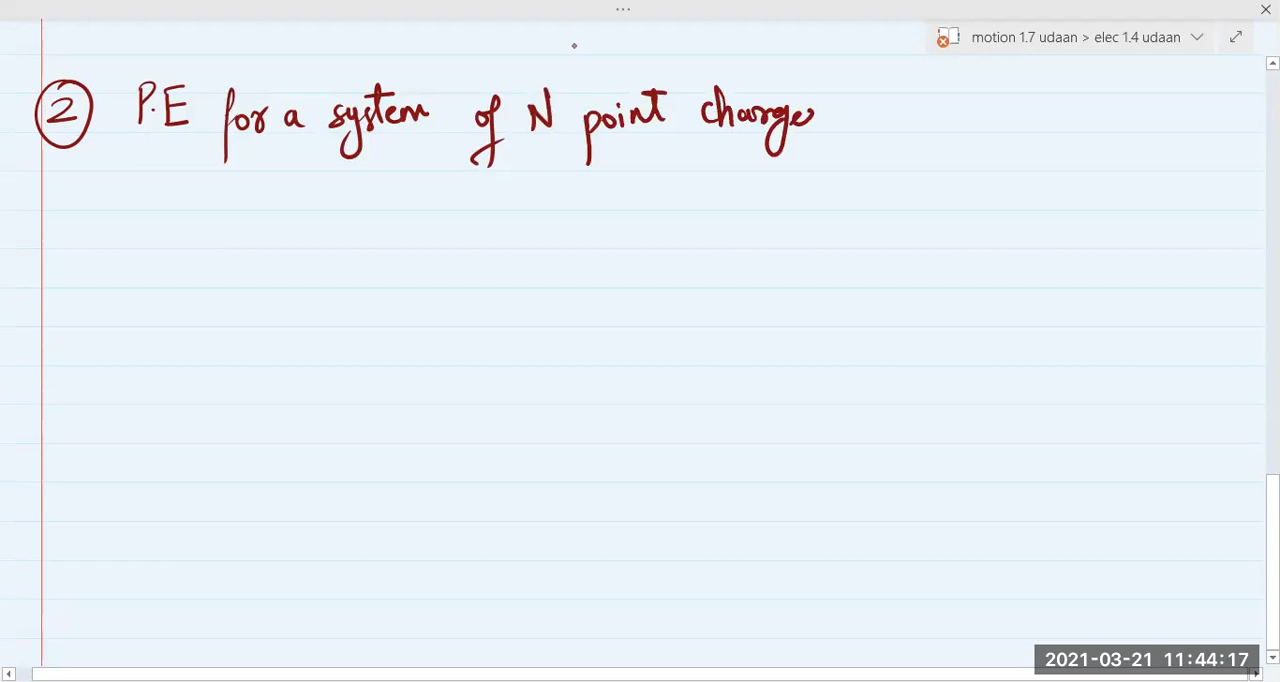 motion 1.7 udaan > elec 1.4 udaan
2 P.E for a system of N point charge
2021-03-21 11:44:17